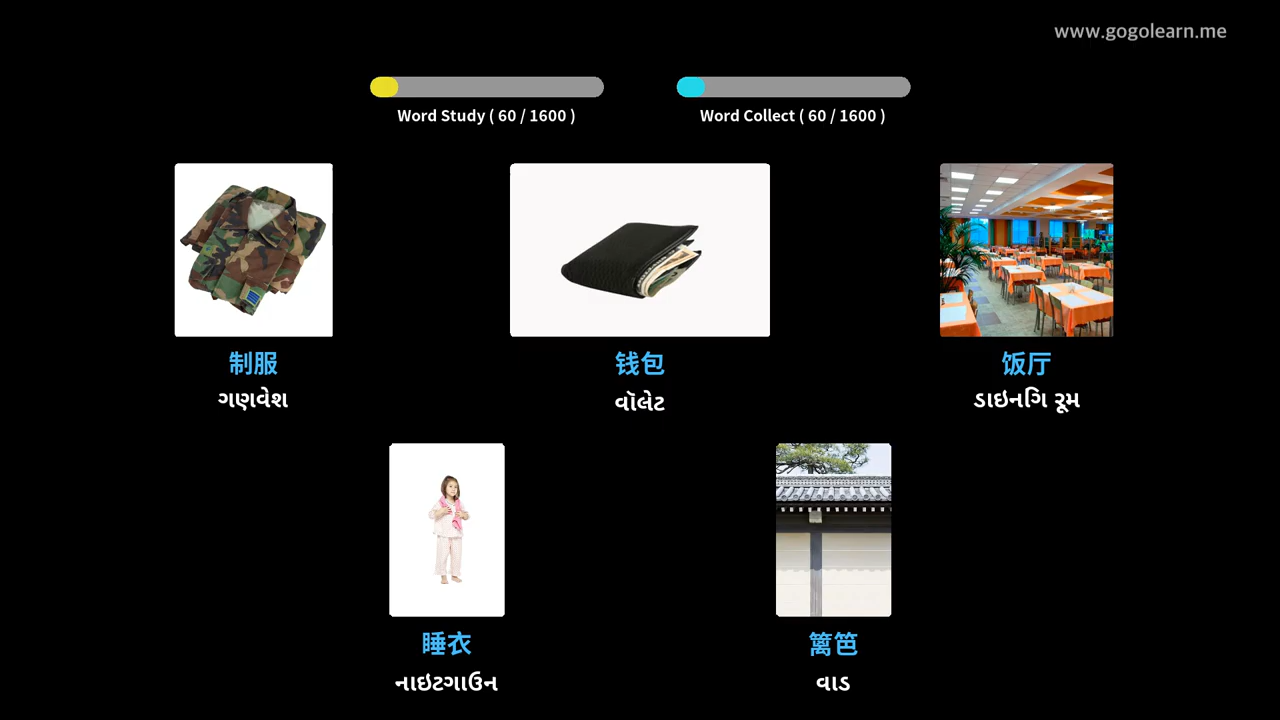 www.gogolearn.me
Word Study ( 60 / 1600 )
Word Collect ( 60 / 1600 )
制服
ગણવેશ
钱包
વૉલેટ
饭厅
ડાઇનગિ રૂમ
睡衣
નાઇટગાઉન
篱笆
વાડ